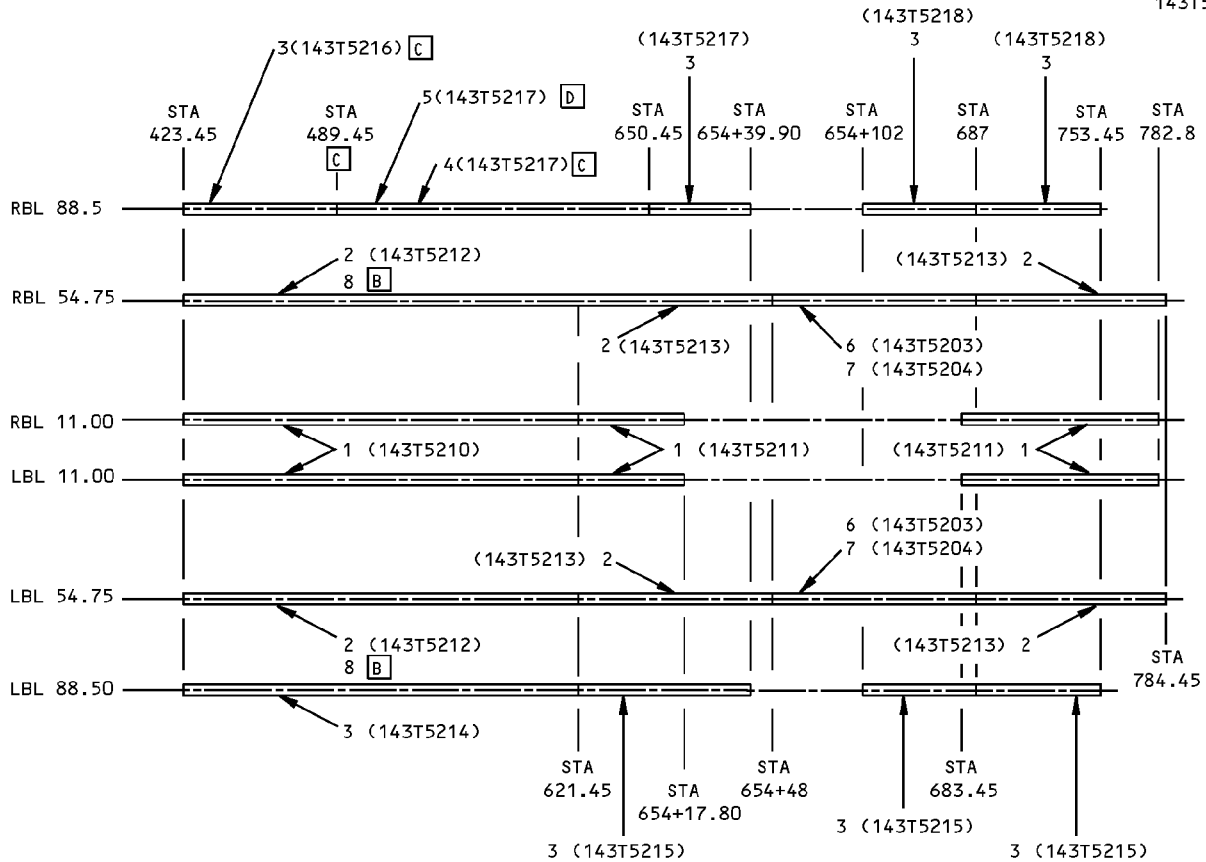 143T5
(143T5218)
3
(143T5217)
3
(143T5218)
3
3(143T5216) C
5(143T5217) D
STA
423.45
STA
489.45
C
STA
650.45
STA
654+39.90
STA
654+102
STA
687
STA
753.45
STA
782.8
4(143T5217) C
RBL 88.5
2 (143T5212)
8 B
(143T5213) 2
RBL 54.75
2 (143T5213)
6 (143T5203)
7 (143T5204)
RBL 11.00
1 (143T5210)
1 (143T5211)
(143T5211) 1
LBL 11.00
6 (143T5203)
7 (143T5204)
(143T5213) 2
LBL 54.75
2 (143T5212)
8 B
(143T5213) 2
STA
784.45
LBL 88.50
3 (143T5214)
STA
621.45
STA
654+17.80
STA
654+48
STA
683.45
3 (143T5215)
3 (143T5215)
3 (143T5215)